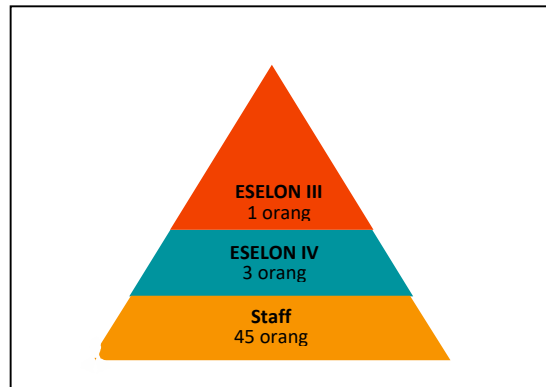 ESELON III
1 orang
ESELON IV
3 orang
Staff
45 orang